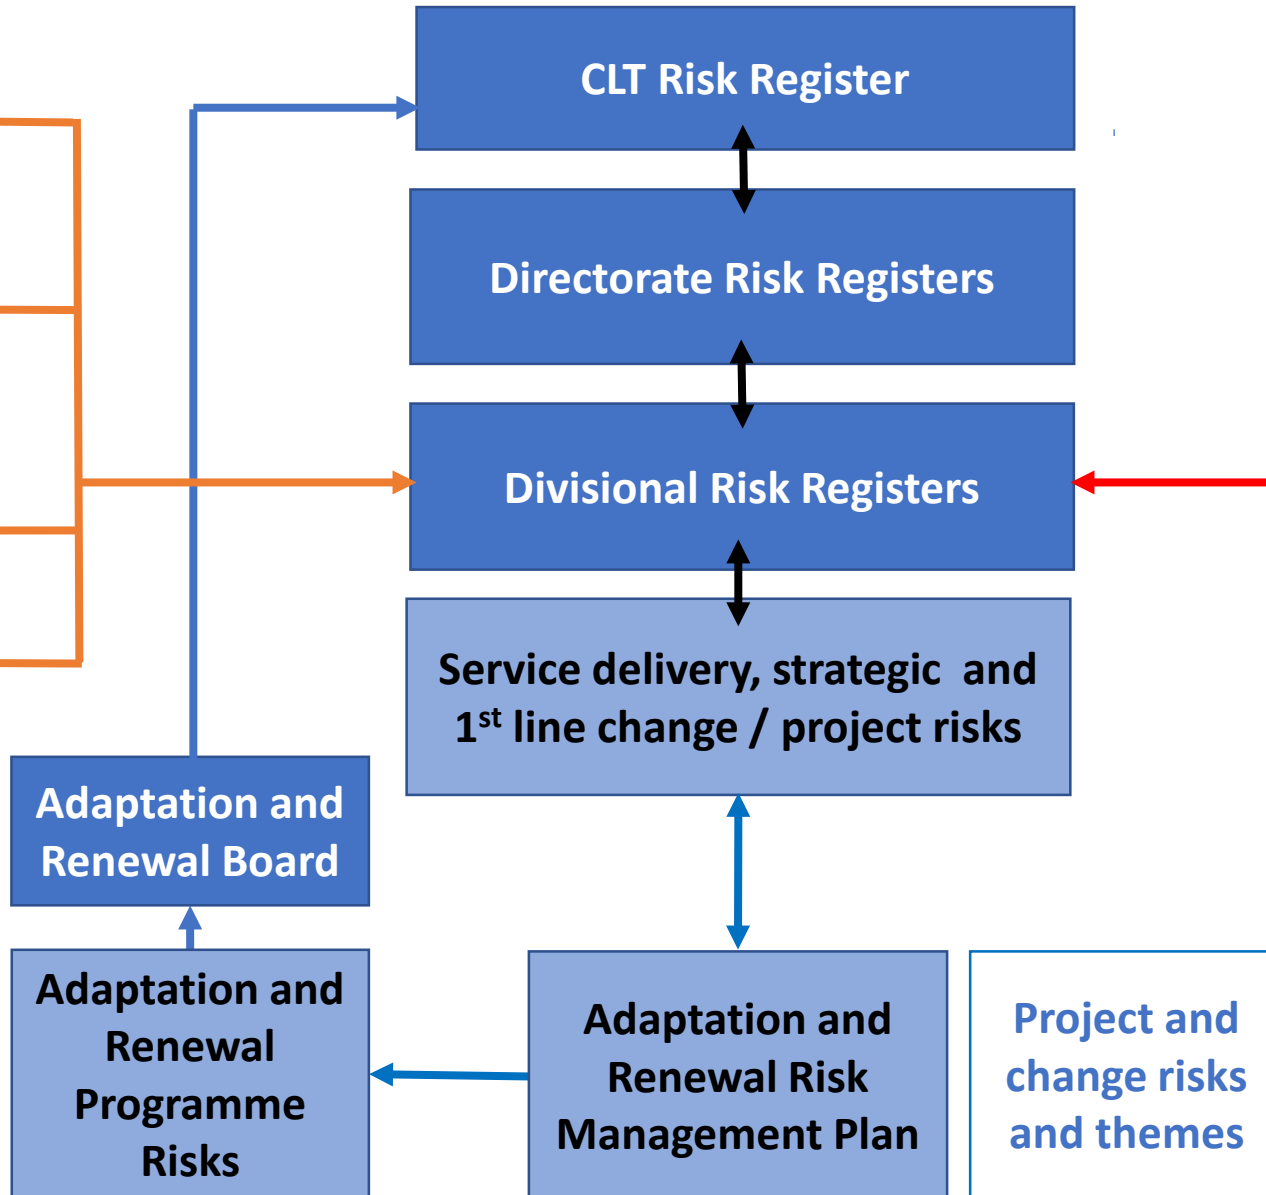 CLT Risk Register
Directorate Risk Registers
Divisional Risk Registers
Service delivery, strategic and
1st line change / project risks
Adaptation and
Renewal Board
Adaptation and
Renewal
Programme
Risks
Adaptation and
Renewal Risk
Management Plan
Project and
change risks
and themes